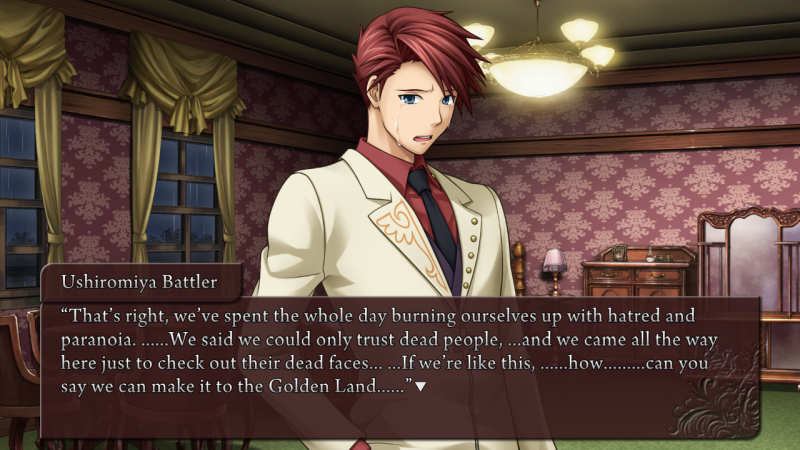 Ushiromiya Battler
“That's right, we've spent the whole day burning ourselves up with hatred and
paranoia. ......We said we could only trust dead people, ...and we came all the way
here just to check out their dead faces... ...If we're like this, ......how.........can you
say we can make it to the Golden Land......”▼